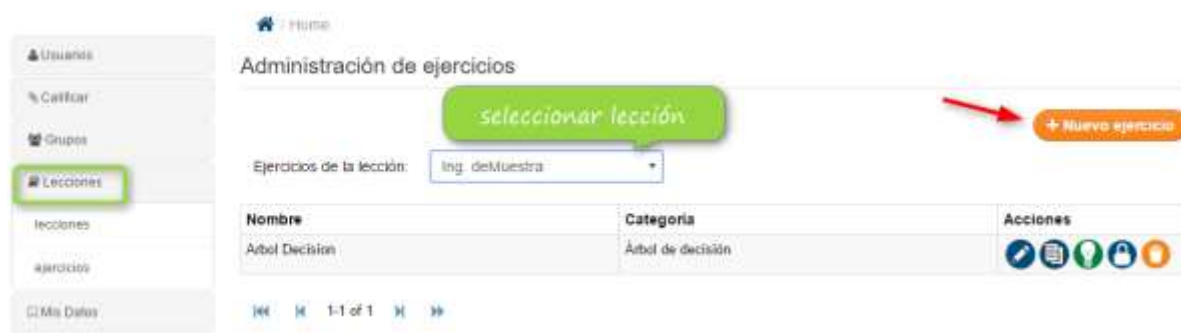 / Home
Usuarios
Administración de ejercicios
Calificar
seleccionar lección
+ Nuevo ejercicio
Grupos
Ejercicios de la lección: Ing. deMuestra
Lecciones
lecciones
ejercicios
Mis Datos
Nombre Categoría Acciones
Arbol Decision Árbol de decisión
1-1 of 1